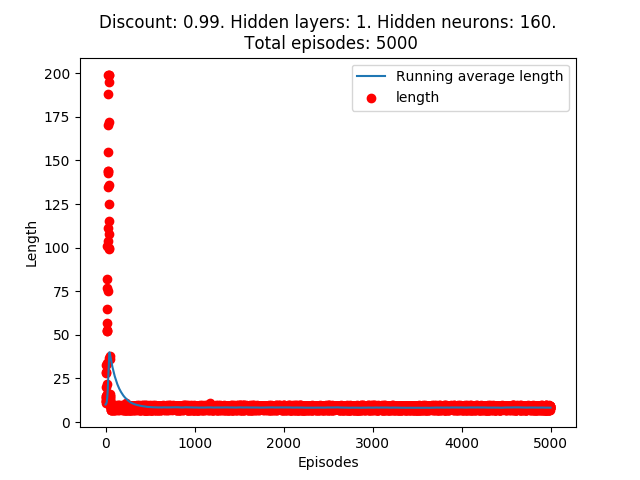 Discount: 0.99. Hidden layers: 1. Hidden neurons: 160.
Total episodes: 5000
Running average length
length
200
175
150
125
100
75
50
25
0
Length
0 1000 2000 3000 4000 5000
Episodes